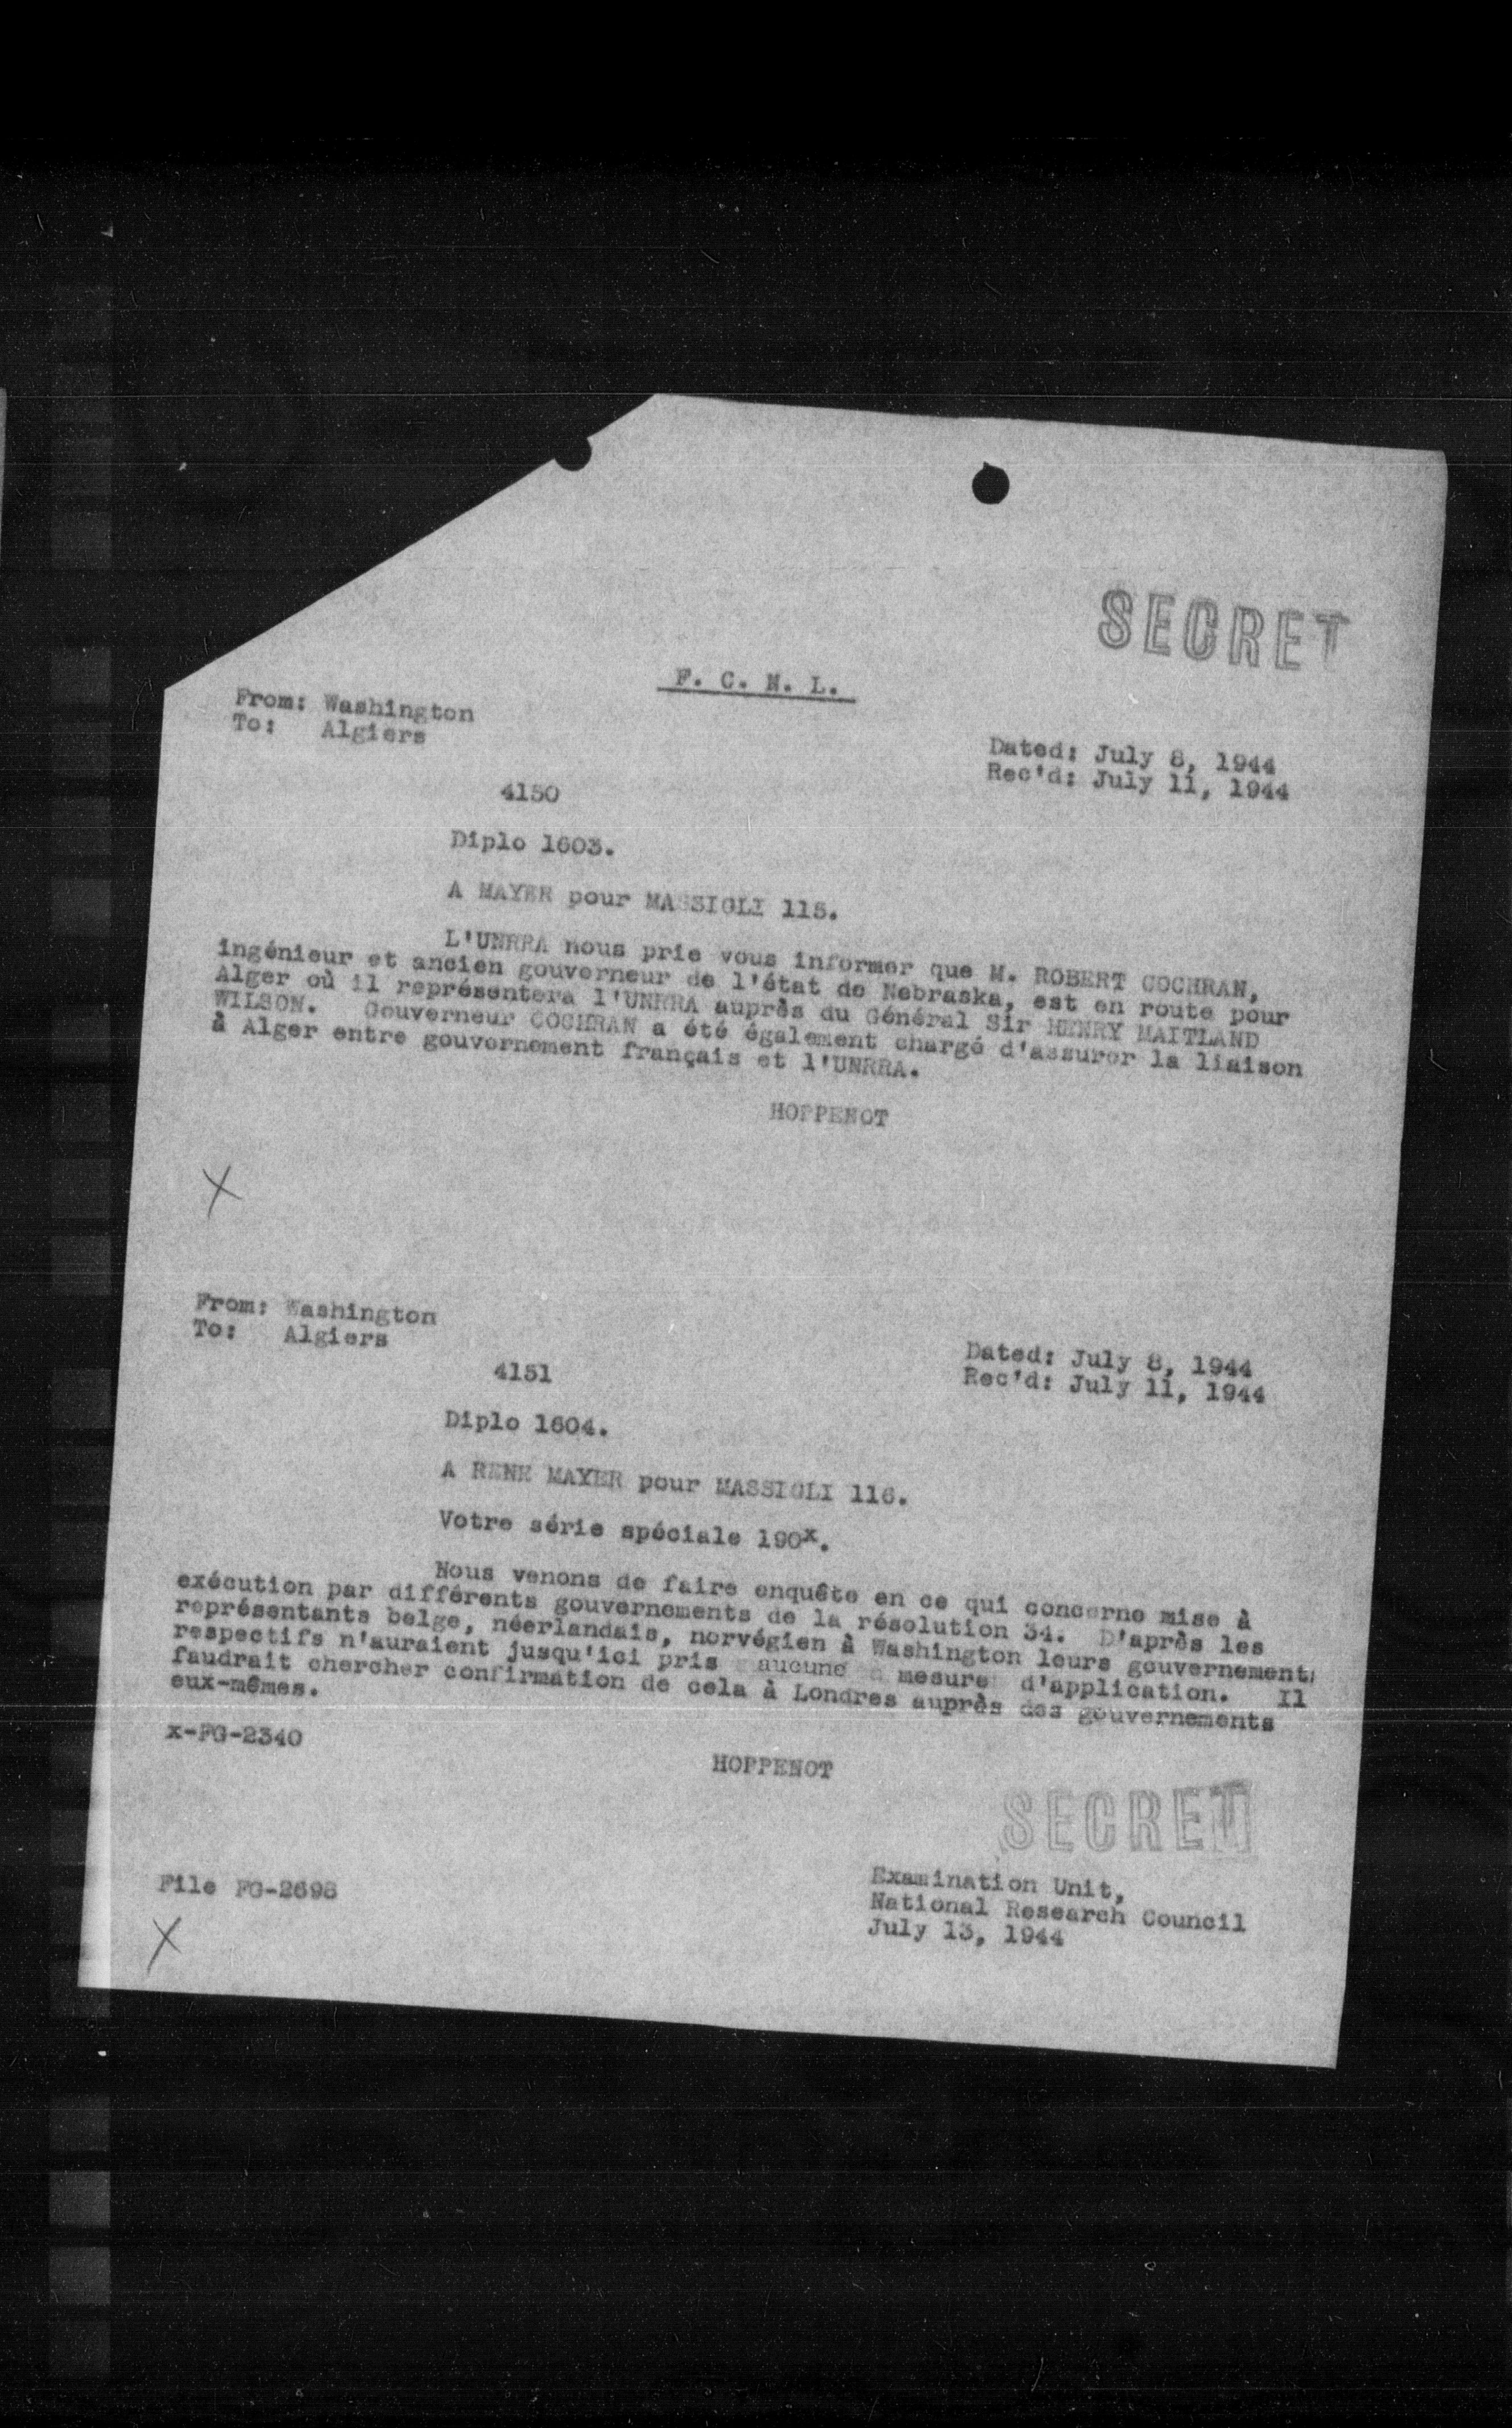 SECRET
F. C. N. L.
From: Washington
To: Algiers
Dated: July 8, 1944
Rec'd: July 11, 1944
4150
Diplo 1603.
A MAYER pour MASSIGLI 115.
L'UNRRA nous prie vous informer que M. ROBERT COCHRAN,
ingénieur et ancien gouverneur de l'état de Nebraska, est en route pour
Alger où il représentera l'UNRRA auprès du Général Sir HENRY MAITLAND
WILSON. Gouverneur COCHRAN a été également chargé d'assurer la liaison
à Alger entre gouvernement français et l'UNRRA.
HOPPENOT
X
From: Washington
To: Algiers
Dated: July 8, 1944
Rec'd: July 11, 1944
4151
Diplo 1604.
A RENE MAYER pour MASSIGLI 116.
Votre série spéciale 190x.
Nous venons de faire enquête en ce qui concerne mise à
exécution par différents gouvernements de la résolution 34. D'après les
représentants belge, néerlandais, norvégien à Washington leurs gouvernements
respectifs n'auraient jusqu'ici pris aucune mesure d'application. Il
faudrait chercher confirmation de cela à Londres auprès des gouvernements
eux-mêmes.
x-FG-2340
HOPPENOT
SECRET
File FG-2698
Examination Unit,
National Research Council
July 13, 1944
X